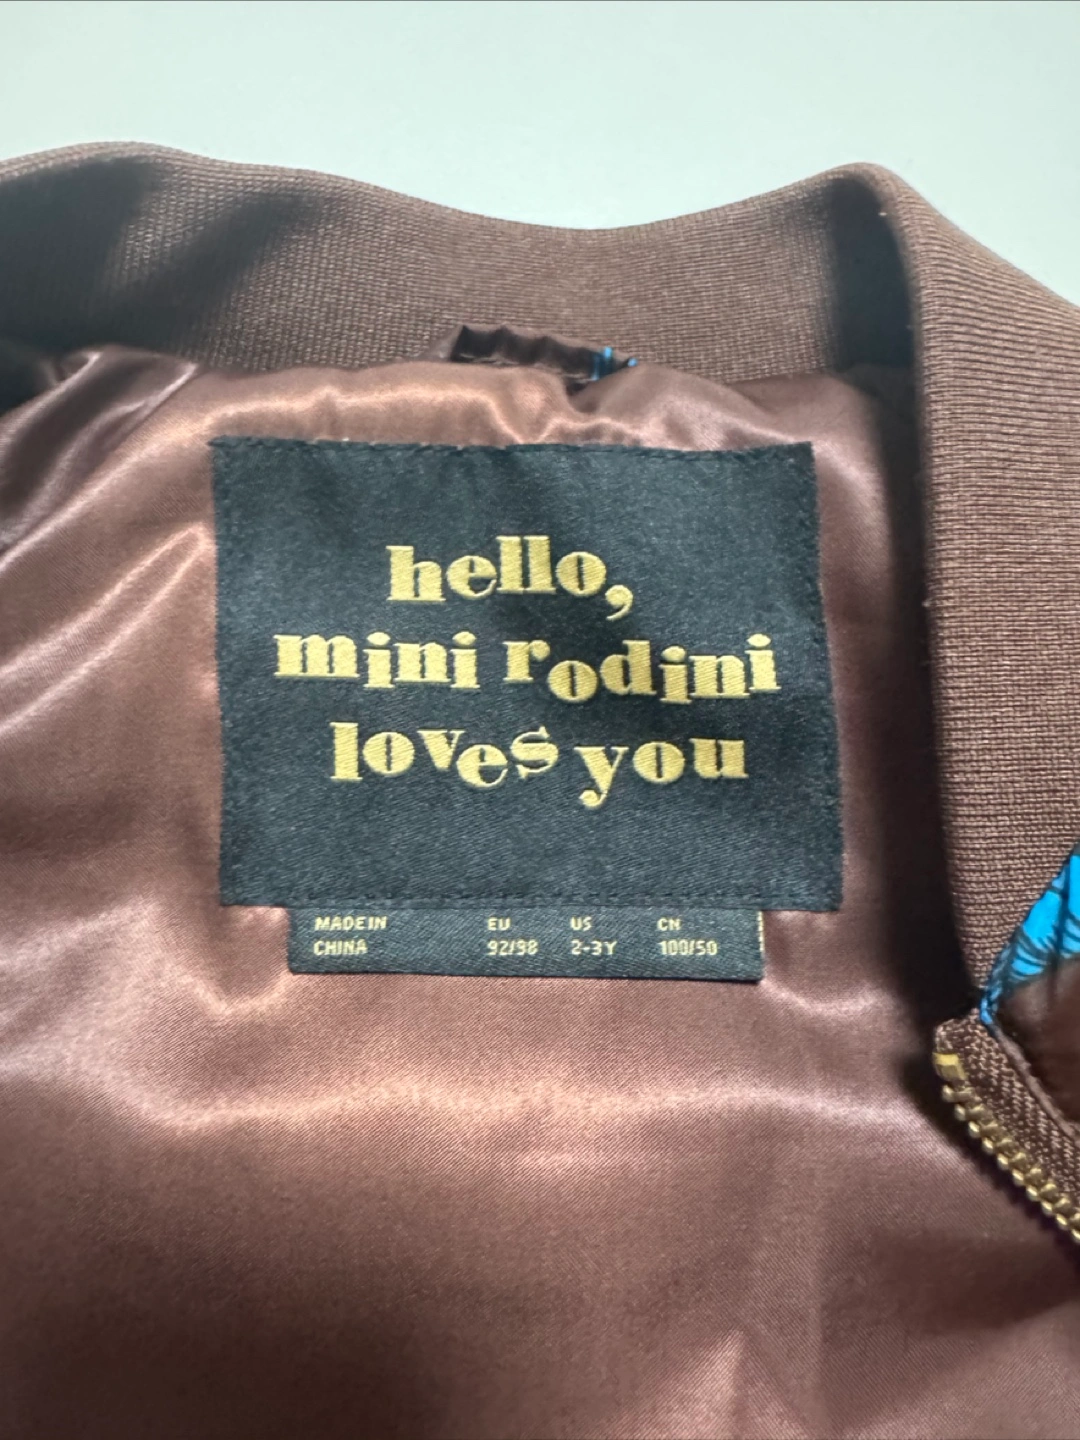 hello,
mini rodini
loves you
MADE IN EU US CN
CHINA 92/98 2-3Y 100/50